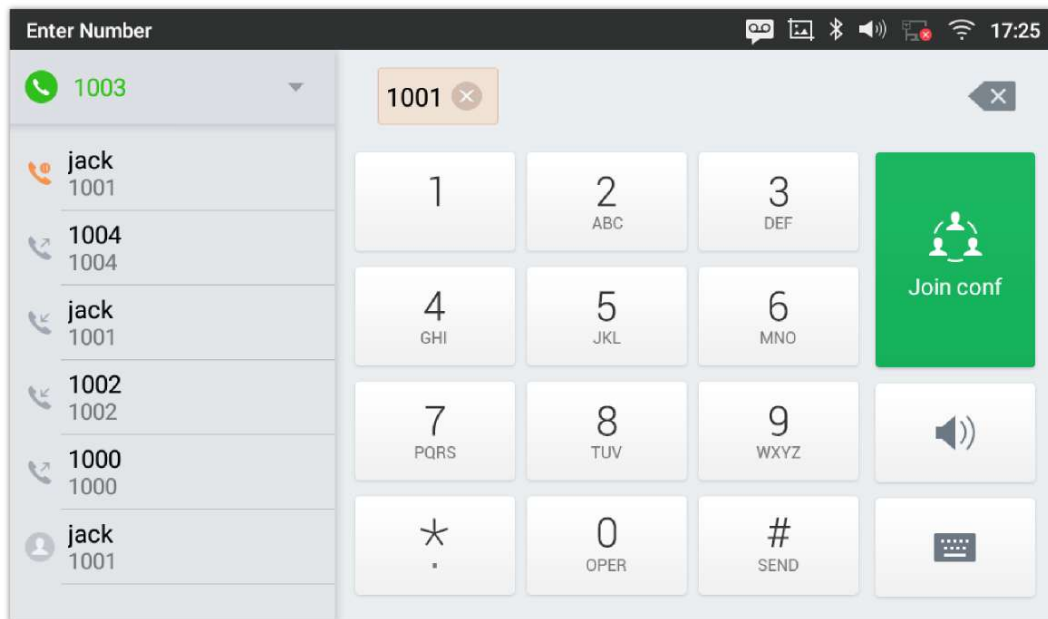 Enter Number
17:25
1003
jack
1001
1004
1004
jack
1001
1002
1002
1000
1000
jack
1001
1001
1
2
ABC
3
DEF
4
GHI
5
JKL
6
MNO
7
PQRS
8
TUV
9
WXYZ
*
.
0
OPER
#
SEND
Join conf